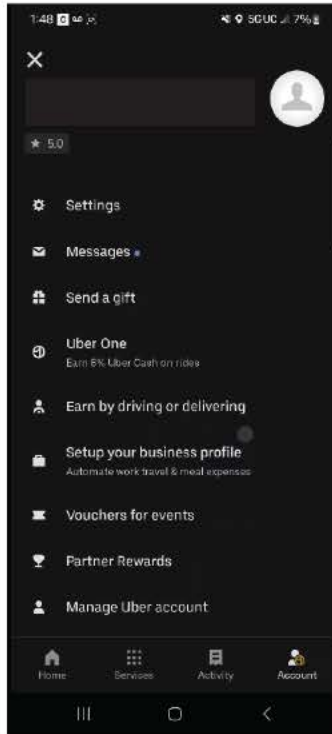 1:48 5GUC 7%
5.0
Settings
Messages
Send a gift
Uber One
Earn 6% Uber Cash on rides
Earn by driving or delivering
Setup your business profile
Automate work travel & meal expenses
Vouchers for events
Partner Rewards
Manage Uber account
Home Services Activity Account